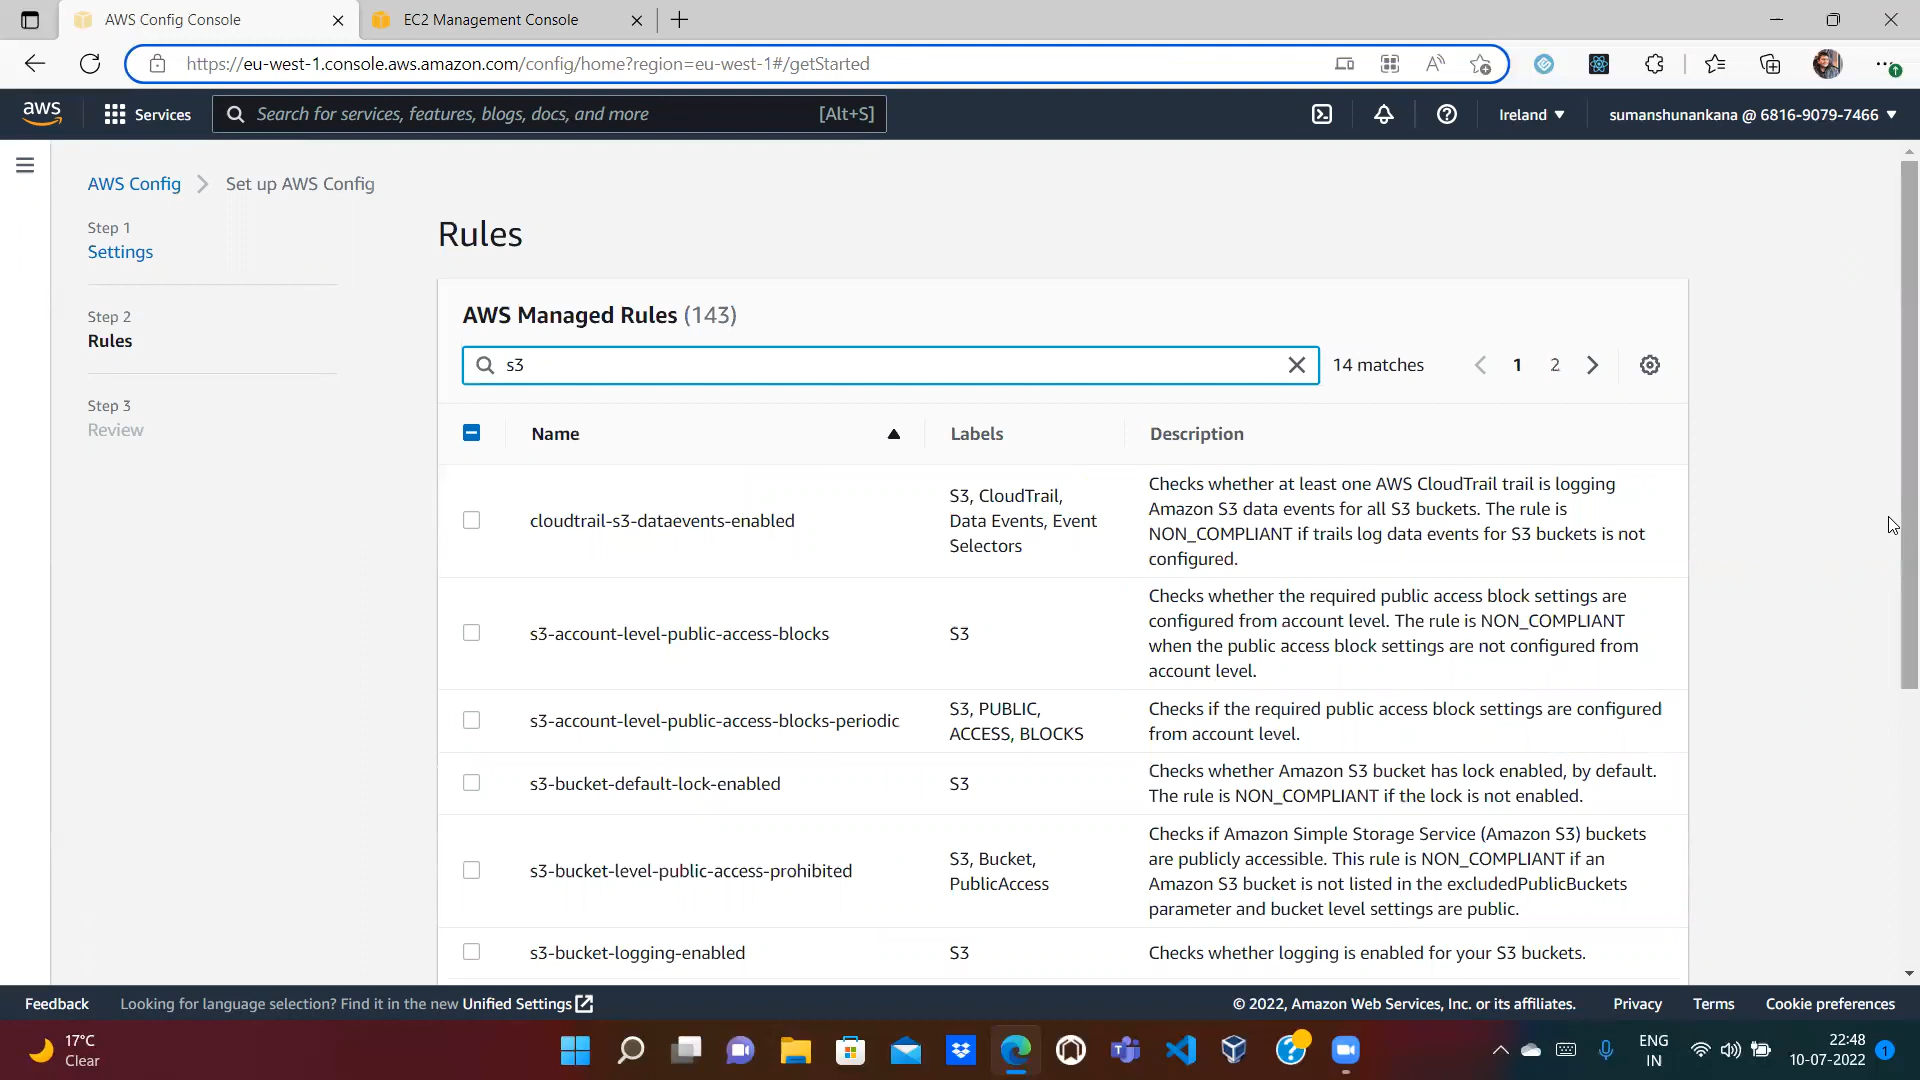 AWS Config Console
EC2 Management Console
https://eu-west-1.console.aws.amazon.com/config/home?region=eu-west-1#/getStarted
aws
Services
Search for services, features, blogs, docs, and more
[Alt+S]
Ireland
sumanshunankana @ 6816-9079-7466
AWS Config
Set up AWS Config
Step 1
Settings
Step 2
Rules
Step 3
Review
Rules
AWS Managed Rules (143)
s3
14 matches
1
2
Name
Labels
Description
cloudtrail-s3-dataevents-enabled
S3, CloudTrail,
Data Events, Event
Selectors
Checks whether at least one AWS CloudTrail trail is logging
Amazon S3 data events for all S3 buckets. The rule is
NON_COMPLIANT if trails log data events for S3 buckets is not
configured.
s3-account-level-public-access-blocks
S3
Checks whether the required public access block settings are
configured from account level. The rule is NON_COMPLIANT
when the public access block settings are not configured from
account level.
s3-account-level-public-access-blocks-periodic
S3, PUBLIC,
ACCESS, BLOCKS
Checks if the required public access block settings are configured
from account level.
s3-bucket-default-lock-enabled
S3
Checks whether Amazon S3 bucket has lock enabled, by default.
The rule is NON_COMPLIANT if the lock is not enabled.
s3-bucket-level-public-access-prohibited
S3, Bucket,
PublicAccess
Checks if Amazon Simple Storage Service (Amazon S3) buckets
are publicly accessible. This rule is NON_COMPLIANT if an
Amazon S3 bucket is not listed in the excludedPublicBuckets
parameter and bucket level settings are public.
s3-bucket-logging-enabled
S3
Checks whether logging is enabled for your S3 buckets.
Feedback
Looking for language selection? Find it in the new Unified Settings
© 2022, Amazon Web Services, Inc. or its affiliates.
Privacy
Terms
Cookie preferences
17°C
Clear
ENG
IN
22:48
10-07-2022
1